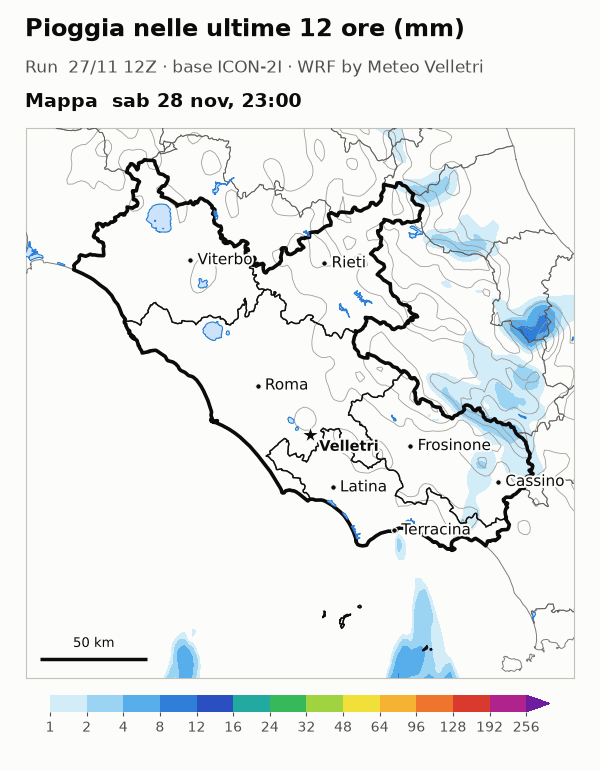 Pioggia nelle ultime 12 ore (mm)
Run 27/11 12Z · base ICON-2I · WRF by Meteo Velletri
Mappa sab 28 nov, 23:00
Viterbo
Rieti
Roma
Velletri
Frosinone
Latina
Cassino
Terracina
50 km
1 2 4 8 12 16 24 32 48 64 96 128 192 256